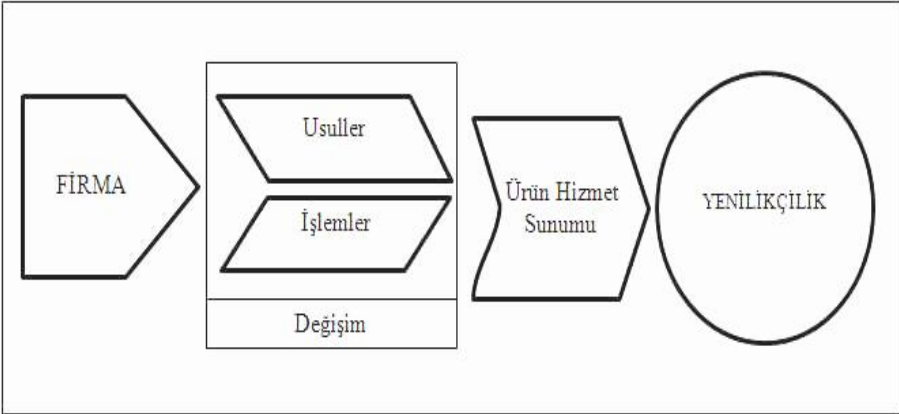 FİRMA
Usuller
İşlemler
Değişim
Ürün Hizmet
Sunumu
YENİLİKÇİLİK